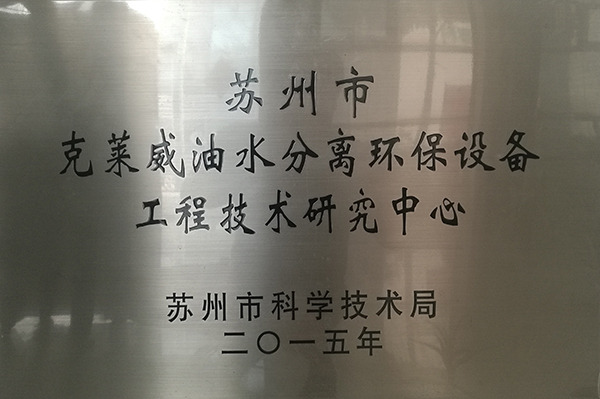 苏州市
克莱威油水分离环保设备
工程技术研究中心
苏州市科学技术局
二〇一五年